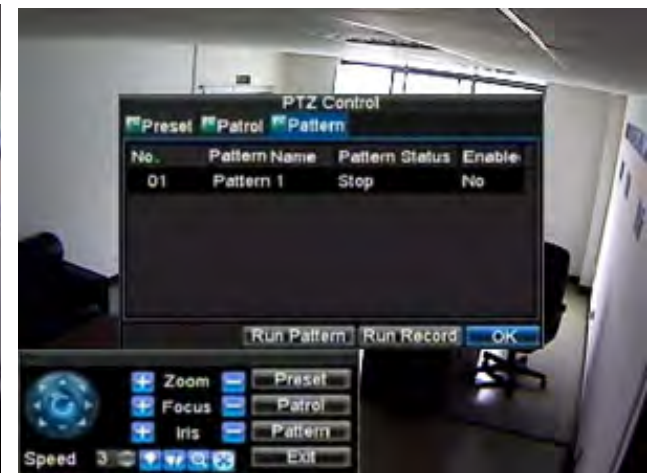 PTZ Control
Preset Patrol Pattern
No. Pattern Name Pattern Status Enable
01 Pattern 1 Stop No
Run Pattern Run Record OK
Zoom Preset
Focus Patrol
Iris Pattern
Speed 3 Exit